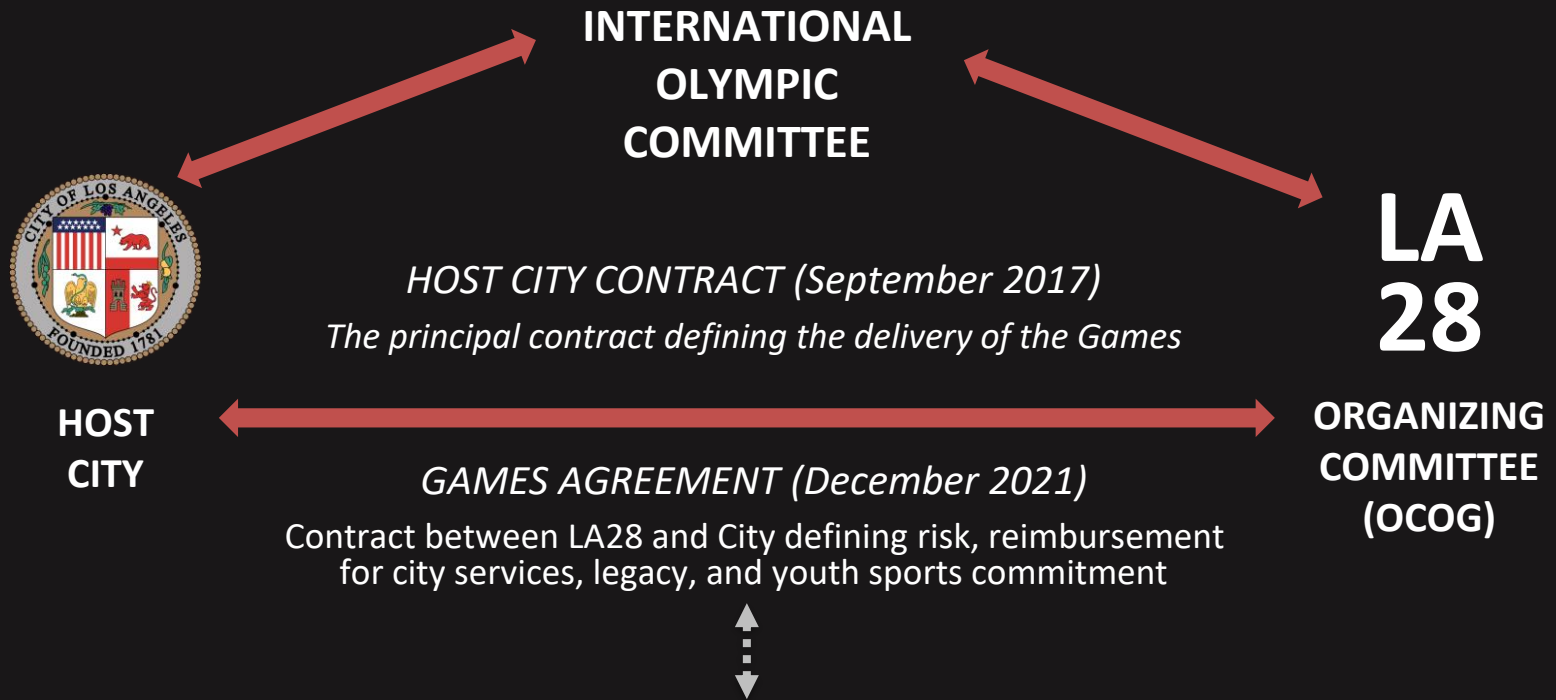 INTERNATIONAL
OLYMPIC
COMMITTEE
CITY OF LOS ANGELES
FOUNDED 1781
HOST
CITY
HOST CITY CONTRACT (September 2017)
The principal contract defining the delivery of the Games
LA
28
ORGANIZING
COMMITTEE
(OCOG)
GAMES AGREEMENT (December 2021)
Contract between LA28 and City defining risk, reimbursement
for city services, legacy, and youth sports commitment